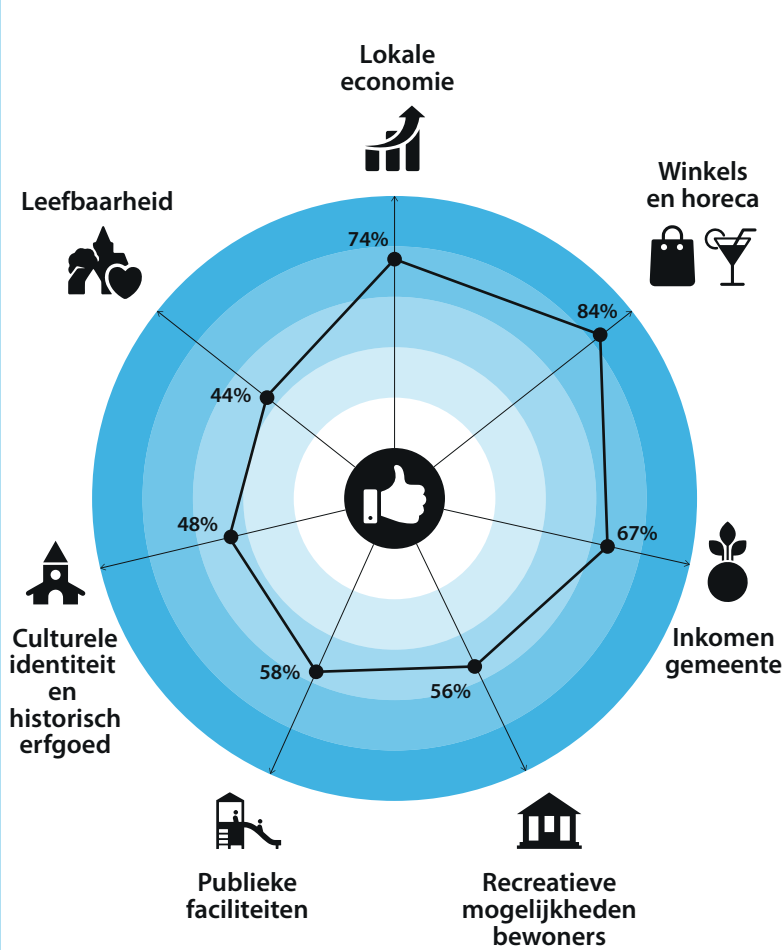 Lokale
economie
Winkels
en horeca
Leefbaarheid
74%
84%
44%
48%
67%
58%
56%
Culturele
identiteit
en
historisch
erfgoed
Inkomen
gemeente
Publieke
faciliteiten
Recreatieve
mogelijkheden
bewoners